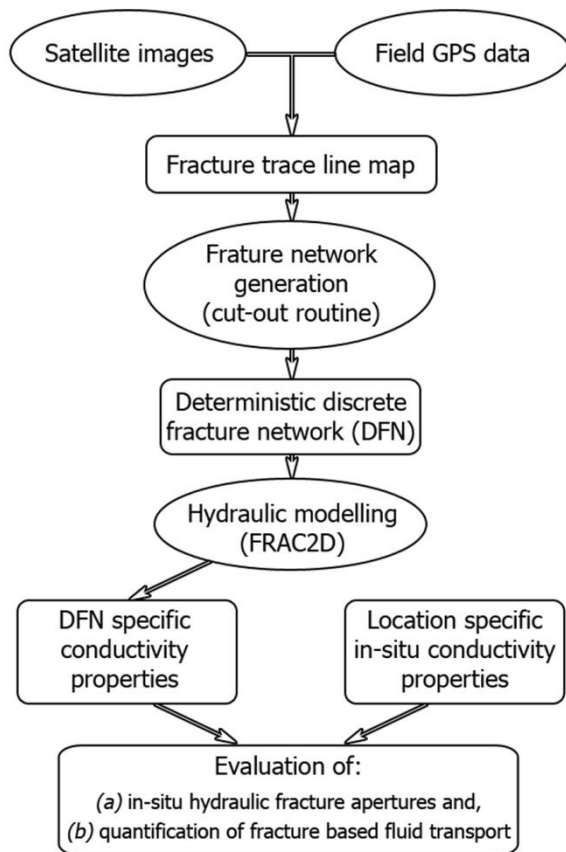 Satellite images
Field GPS data
Fracture trace line map
Frature network
generation
(cut-out routine)
Deterministic discrete
fracture network (DFN)
Hydraulic modelling
(FRAC2D)
DFN specific
conductivity
properties
Location specific
in-situ conductivity
properties
Evaluation of:
(a) in-situ hydraulic fracture apertures and,
(b) quantification of fracture based fluid transport